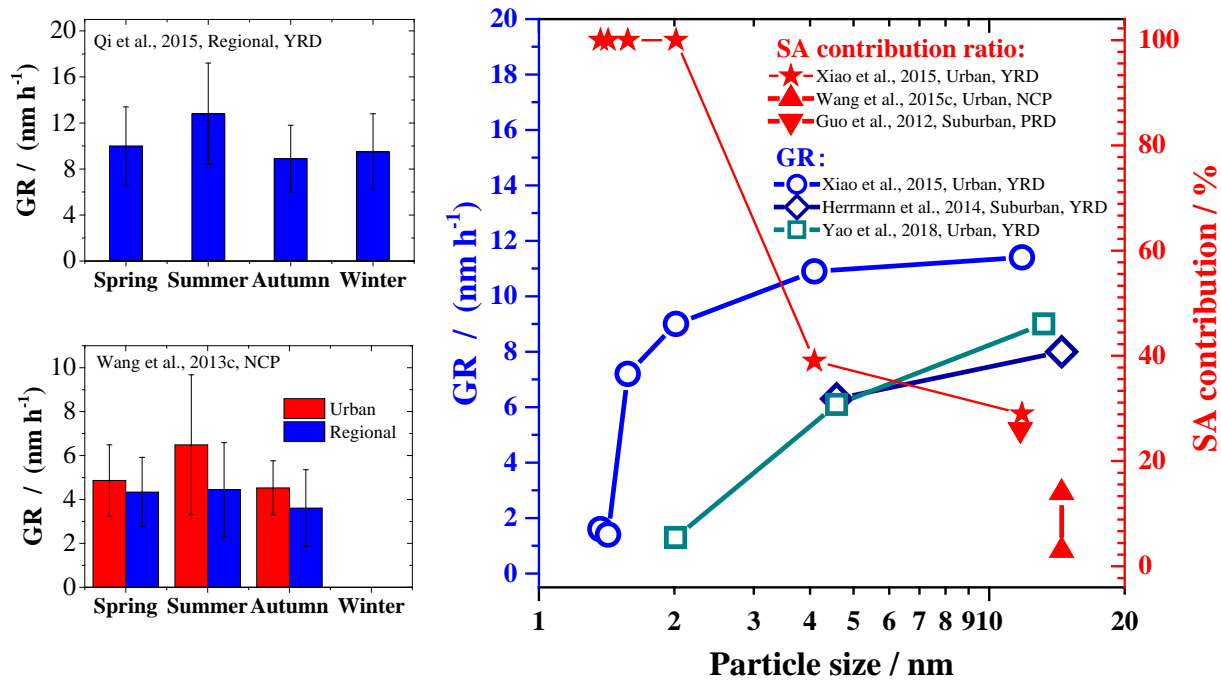 Qi et al., 2015, Regional, YRD
GR / (nm h-1)
20
16
12
8
4
0
Spring Summer Autumn Winter
Wang et al., 2013c, NCP
Urban
Regional
GR / (nm h-1)
10
8
6
4
2
0
Spring Summer Autumn Winter
SA contribution ratio:
Xiao et al., 2015, Urban, YRD
Wang et al., 2015c, Urban, NCP
Guo et al., 2012, Suburban, PRD
GR:
Xiao et al., 2015, Urban, YRD
Herrmann et al., 2014, Suburban, YRD
Yao et al., 2018, Urban, YRD
GR / (nm h-1)
20
18
16
14
12
10
8
6
4
2
0
SA contribution / %
100
80
60
40
20
0
1 2 3 4 5 6 7 8 9 10 20
Particle size / nm